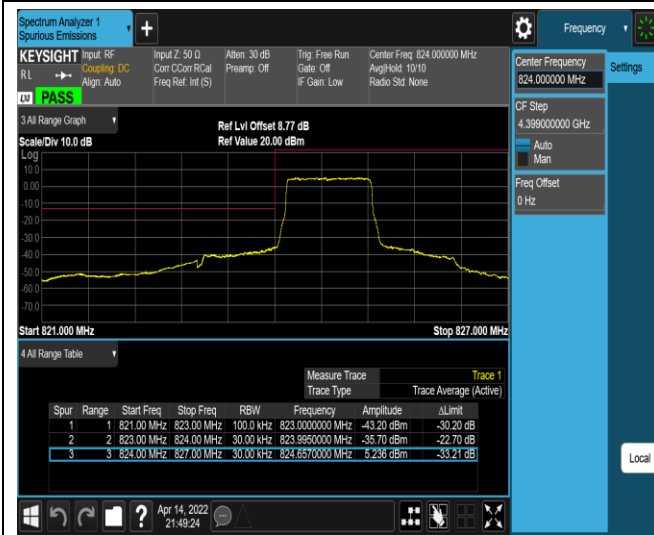 Spectrum Analyzer 1
Spurious Emissions
Frequency
KEYSIGHT
RL
Input: RF
Coupling: DC
Align: Auto
Input Z: 50 Ω
Corr CCorr RCal
Freq Ref: Int (S)
Atten: 30 dB
Preamp: Off
Trig: Free Run
Gate: Off
IF Gain: Low
Center Freq: 824.000000 MHz
Avg|Hold: 10/10
Radio Std: None
PASS
Center Frequency
824.000000 MHz
Settings
CF Step
4.399000000 GHz
Auto
Man
Freq Offset
0 Hz
3 All Range Graph
Scale/Div 10.0 dB
Ref Lvl Offset 8.77 dB
Ref Value 20.00 dBm
Log
10.0
0.00
-10.0
-20.0
-30.0
-40.0
-50.0
-60.0
-70.0
Start 821.000 MHz
Stop 827.000 MHz
4 All Range Table
Measure Trace Trace 1
Trace Type Trace Average (Active)
Spur Range Start Freq Stop Freq RBW Frequency Amplitude ΔLimit
1 1 821.00 MHz 823.00 MHz 100.0 kHz 823.0000000 MHz -43.20 dBm -30.20 dB
2 2 823.00 MHz 824.00 MHz 30.00 kHz 823.9950000 MHz -35.70 dBm -22.70 dB
3 3 824.00 MHz 827.00 MHz 30.00 kHz 824.6570000 MHz 5.236 dBm -33.21 dB
Local
Apr 14, 2022
21:49:24